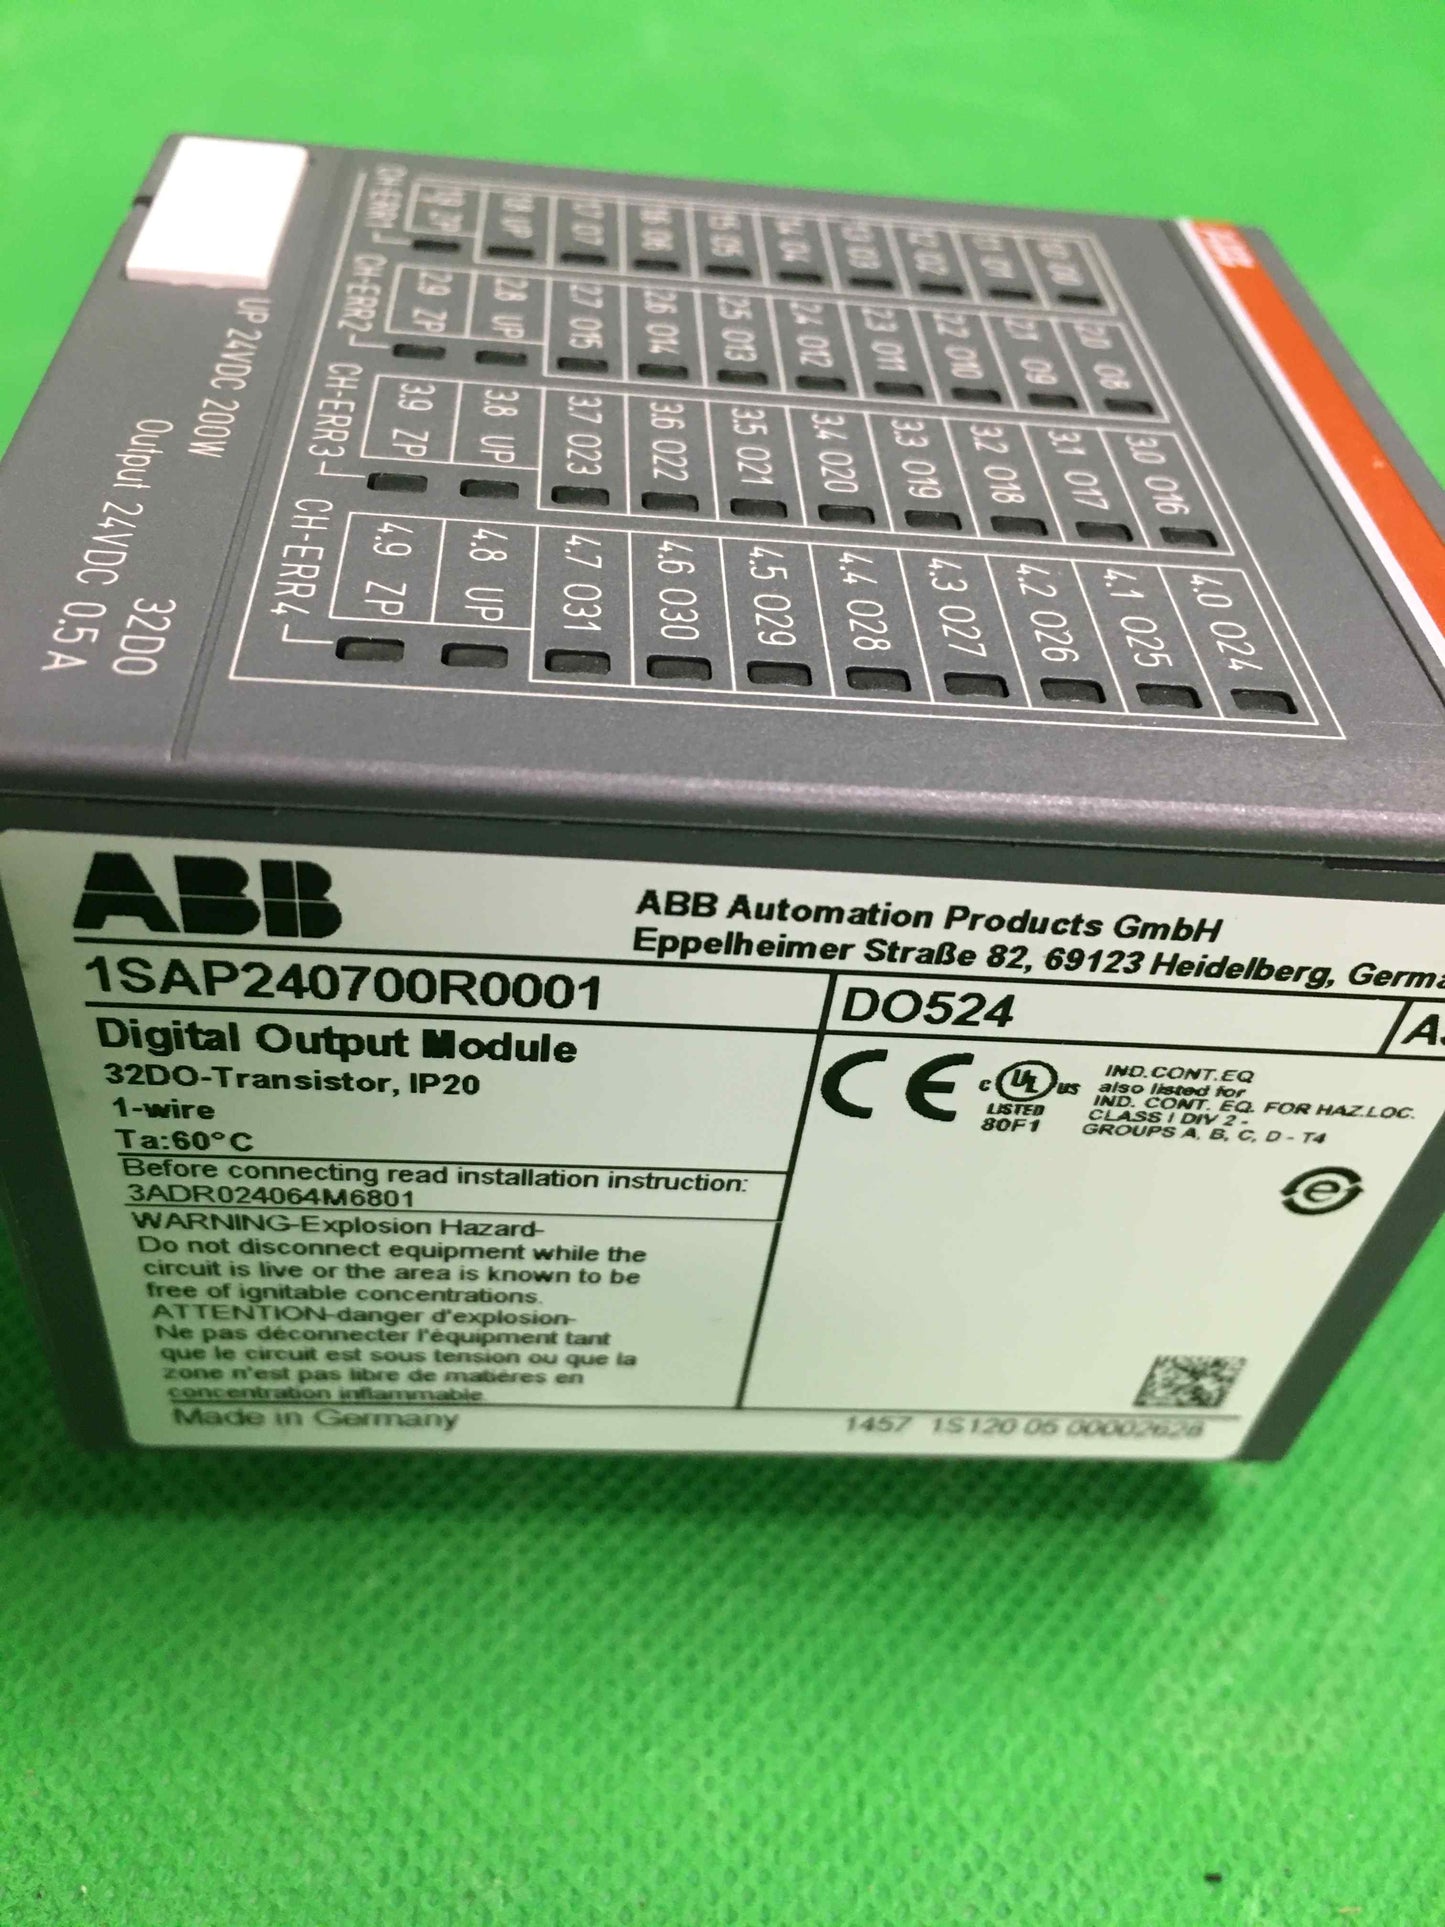 CH-ERR1
1.9 ZP
1.8 UP
1.7 O7
1.6 O6
1.5 O5
1.4 O4
1.3 O3
1.2 O2
1.1 O1
1.0 O0
CH-ERR2
2.9 ZP
2.8 UP
2.7 O15
2.6 O14
2.5 O13
2.4 O12
2.3 O11
2.2 O10
2.1 O9
2.0 O8
CH-ERR3
3.9 ZP
3.8 UP
3.7 O23
3.6 O22
3.5 O21
3.4 O20
3.3 O19
3.2 O18
3.1 O17
3.0 O16
CH-ERR4
4.9 ZP
4.8 UP
4.7 O31
4.6 O30
4.5 O29
4.4 O28
4.3 O27
4.2 O26
4.1 O25
4.0 O24
UP 24VDC 200W
32DO
Output 24VDC 0.5A
ABB
ABB
ABB Automation Products GmbH
Eppelheimer Straße 82, 69123 Heidelberg, Germa
1SAP240700R0001
DO524
Digital Output Module
32DO-Transistor, IP20
1-wire
Ta:60°C
Before connecting read installation instruction:
3ADR024064M6801
WARNING-Explosion Hazard-
Do not disconnect equipment while the
circuit is live or the area is known to be
free of ignitable concentrations.
ATTENTION-danger d'explosion-
Ne pas déconnecter l'équipment tant
que le circuit est sous tension ou que la
zone n'est pas libre de matières en
concentration inflammable
Made in Germany
CE
C UL US
LISTED
80F1
IND.CONT.EQ
also listed for
IND. CONT. EQ. FOR HAZ.LOC.
CLASS I DIV 2 -
GROUPS A, B, C, D - T4
e
1457 1S120 05 00002628